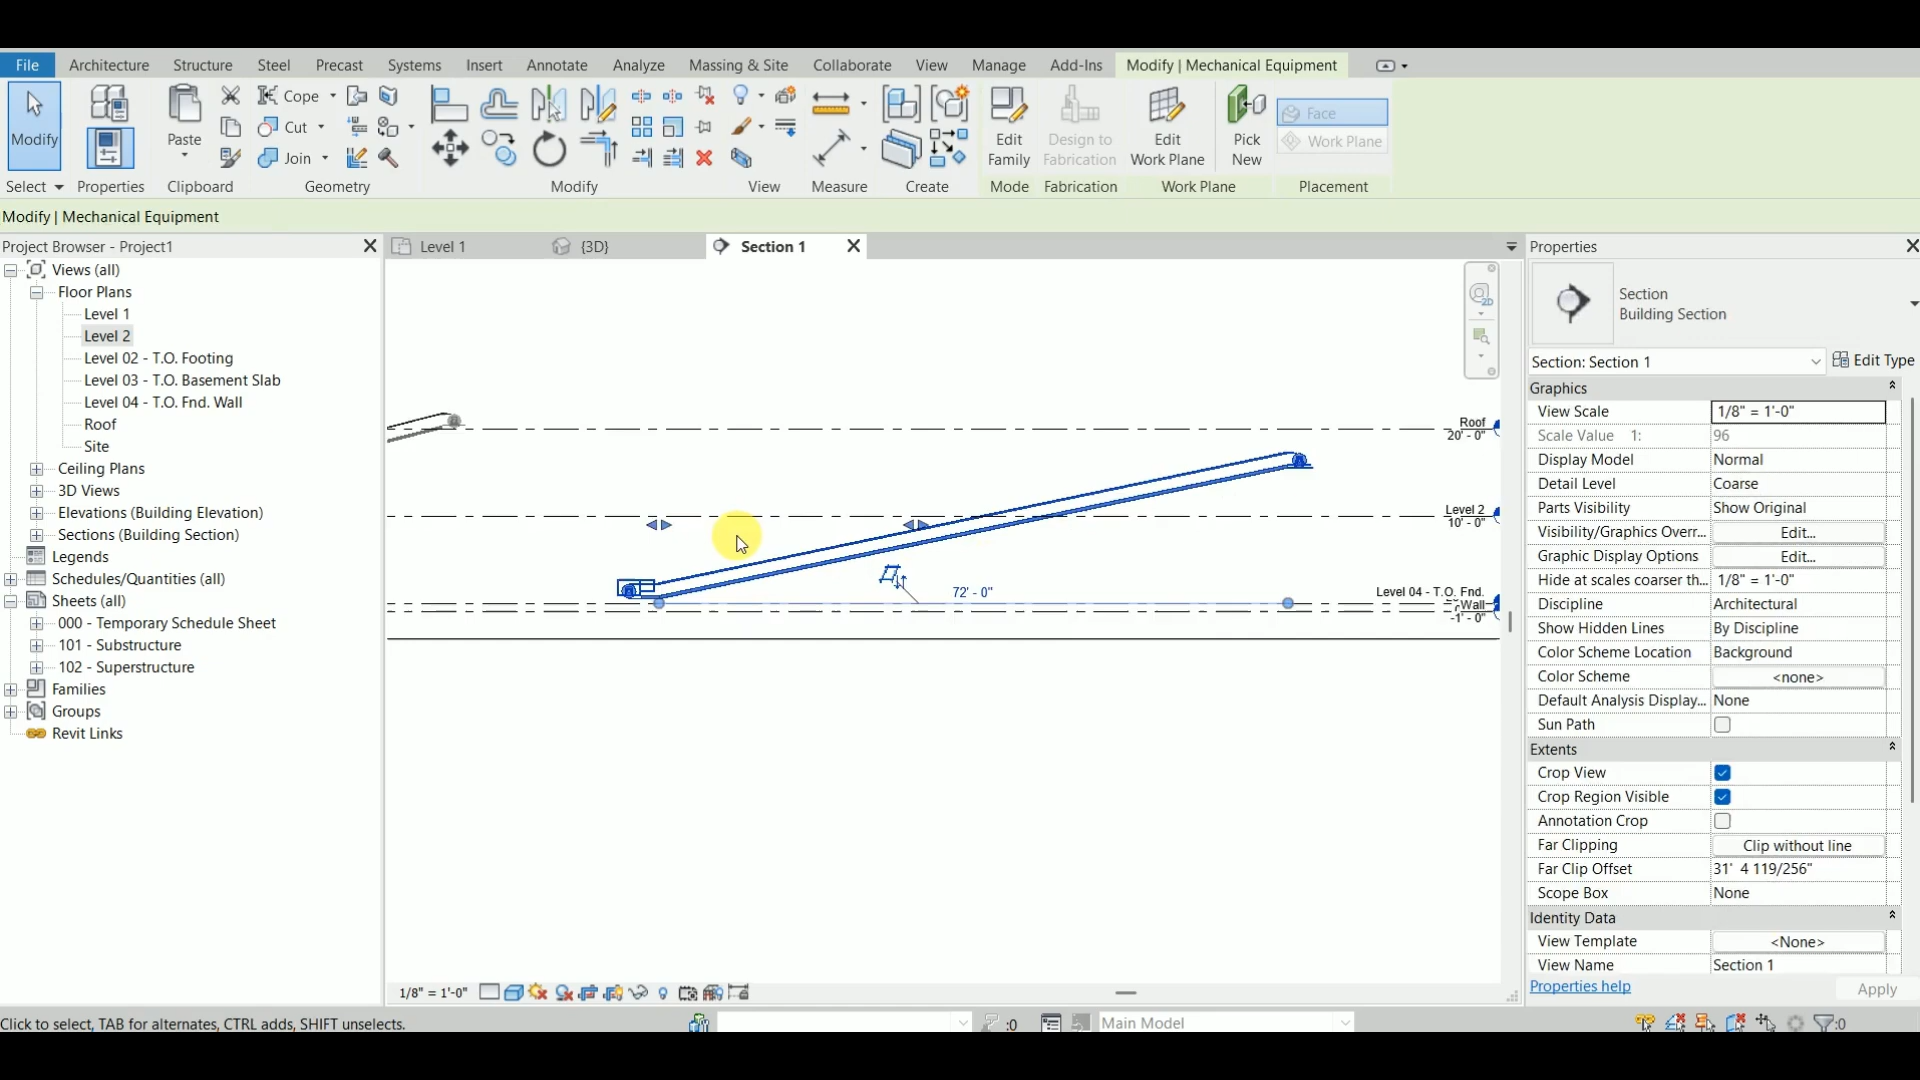 File Architecture Structure Steel Precast Systems Insert Annotate Analyze Massing & Site Collaborate View Manage Add-Ins Modify | Mechanical Equipment
Modify
Paste
Cope
Cut
Join
Edit Family
Design to Fabrication
Edit Work Plane
Pick New
Face
Work Plane
Select Properties Clipboard Geometry Modify View Measure Create Mode Fabrication Work Plane Placement
Modify | Mechanical Equipment
Project Browser - Project1
Views (all)
Floor Plans
Level 1
Level 2
Level 02 - T.O. Footing
Level 03 - T.O. Basement Slab
Level 04 - T.O. Fnd. Wall
Roof
Site
Ceiling Plans
3D Views
Elevations (Building Elevation)
Sections (Building Section)
Legends
Schedules/Quantities (all)
Sheets (all)
000 - Temporary Schedule Sheet
101 - Substructure
102 - Superstructure
Families
Groups
Revit Links
Level 1 {3D} Section 1
2D
Roof
20' - 0"
Level 2
10' - 0"
Level 04 - T.O. Fnd.
Wall
-1' - 0"
72' - 0"
1/8" = 1'-0"
Properties
Section
Building Section
Section: Section 1 Edit Type
Graphics
View Scale 1/8" = 1'-0"
Scale Value 1: 96
Display Model Normal
Detail Level Coarse
Parts Visibility Show Original
Visibility/Graphics Overr... Edit...
Graphic Display Options Edit...
Hide at scales coarser th... 1/8" = 1'-0"
Discipline Architectural
Show Hidden Lines By Discipline
Color Scheme Location Background
Color Scheme <none>
Default Analysis Display... None
Sun Path
Extents
Crop View
Crop Region Visible
Annotation Crop
Far Clipping Clip without line
Far Clip Offset 31' 4 119/256"
Scope Box None
Identity Data
View Template <None>
View Name Section 1
Properties help Apply
Click to select, TAB for alternates, CTRL adds, SHIFT unselects. :0 Main Model :0